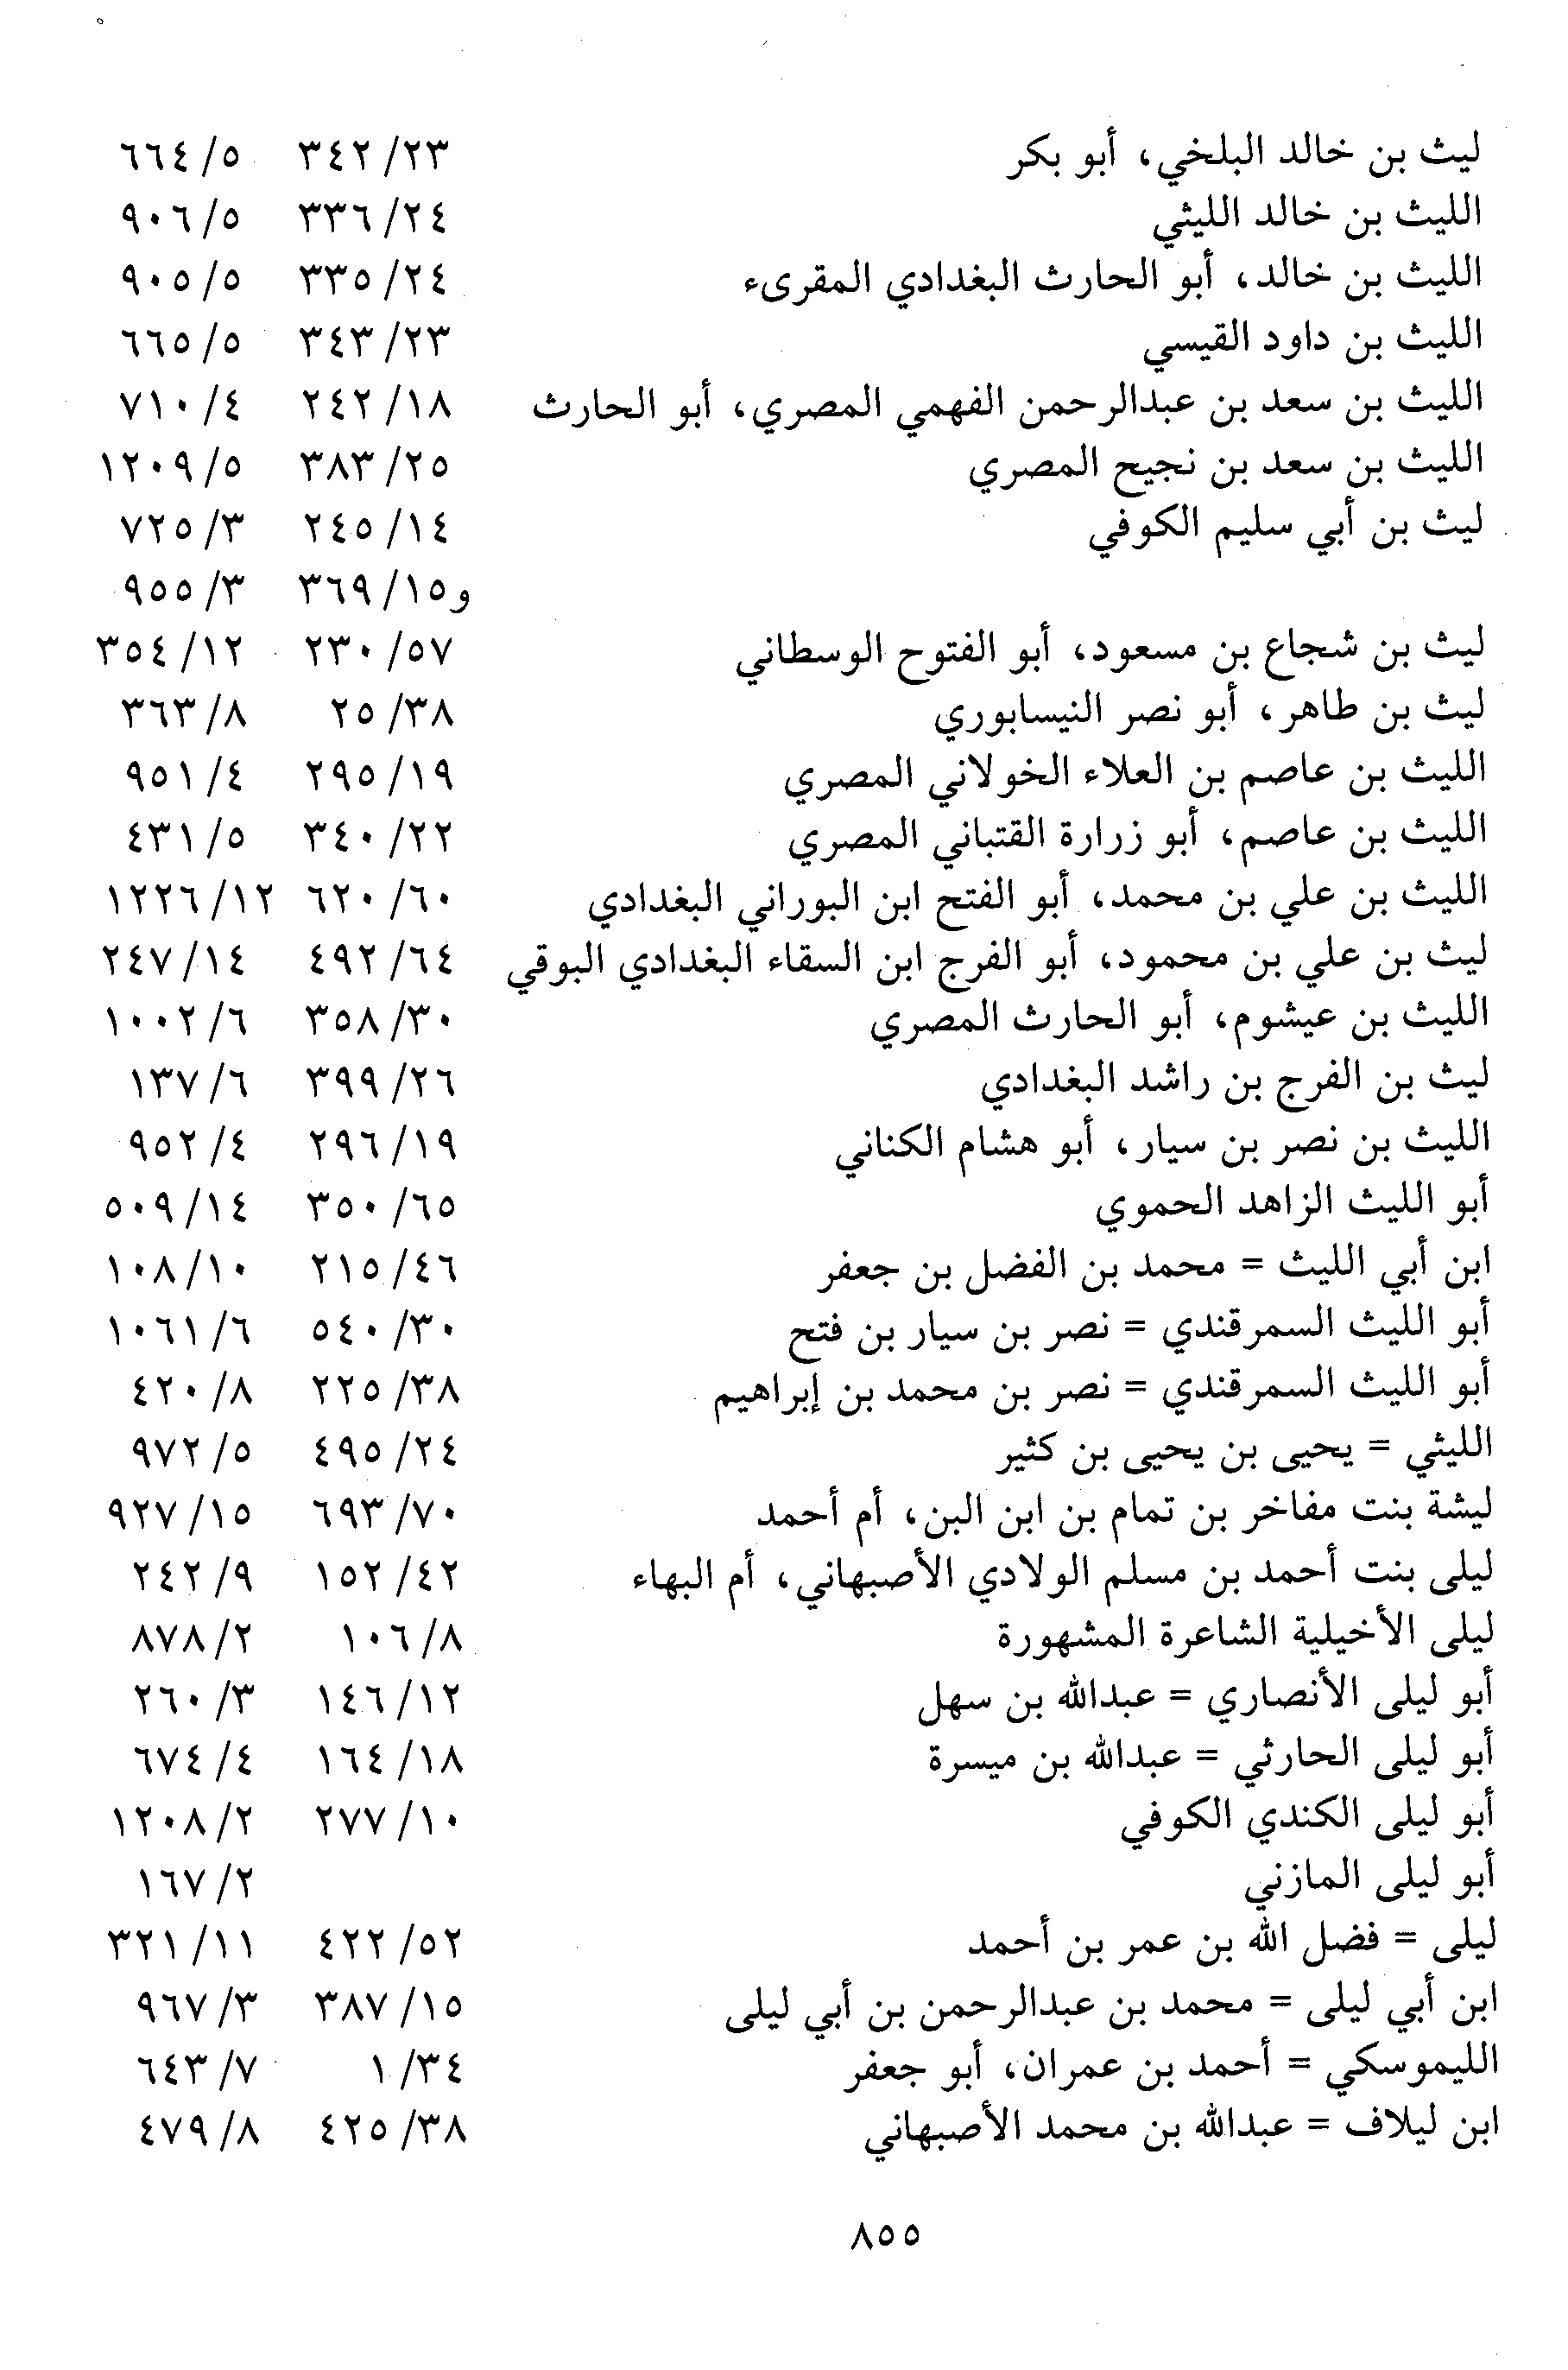 ليث بن خالد البلخي، أبو بكر ٢٣/ ٣٤٢ ٥/ ٦٦٤
الليث بن خالد الليثي ٢٤/ ٣٣٦ ٥/ ٩٠٦
الليث بن خالد، أبو الحارث البغدادي المقرىء ٢٤/ ٣٣٥ ٥/ ٩٠٥
الليث بن داود القيسي ٢٣/ ٣٤٣ ٥/ ٦٦٥
الليث بن سعد بن عبدالرحمن الفهمي المصري، أبو الحارث ١٨/ ٢٤٢ ٤/ ٧١٠
الليث بن سعد بن نجيح المصري ٢٥/ ٣٨٣ ٥/ ١٢٠٩
ليث بن أبي سليم الكوفي ١٤/ ٢٤٥ ٣/ ٧٢٥
و١٥/ ٣٦٩ ٣/ ٩٥٥
ليث بن شجاع بن مسعود، أبو الفتوح الوسطاني ٥٧/ ٢٣٠ ١٢/ ٣٥٤
ليث بن طاهر، أبو نصر النيسابوري ٣٨/ ٢٥ ٨/ ٣٦٣
الليث بن عاصم بن العلاء الخولاني المصري ١٩/ ٢٩٥ ٤/ ٩٥١
الليث بن عاصم، أبو زرارة القتباني المصري ٢٢/ ٣٤٠ ٥/ ٤٣١
الليث بن علي بن محمد، أبو الفتح ابن البوراني البغدادي ٦٠/ ٦٢٠ ١٢/ ١٢٢٦
ليث بن علي بن محمود، أبو الفرج ابن السقاء البغدادي البوقي ٦٤/ ٤٩٢ ١٤/ ٢٤٧
الليث بن عيشوم، أبو الحارث المصري ٣٠/ ٣٥٨ ٦/ ١٠٠٢
ليث بن الفرج بن راشد البغدادي ٢٦/ ٣٩٩ ٦/ ١٣٧
الليث بن نصر بن سيار، أبو هشام الكناني ١٩/ ٢٩٦ ٤/ ٩٥٢
أبو الليث الزاهد الحموي ٦٥/ ٣٥٠ ١٤/ ٥٠٩
ابن أبي الليث = محمد بن الفضل بن جعفر ٤٦/ ٢١٥ ١٠/ ١٠٨
أبو الليث السمرقندي = نصر بن سيار بن فتح ٣٠/ ٥٤٠ ٦/ ١٠٦١
أبو الليث السمرقندي = نصر بن محمد بن إبراهيم ٣٨/ ٢٢٥ ٨/ ٤٢٠
الليثي = يحيى بن يحيى بن كثير ٢٤/ ٤٩٥ ٥/ ٩٧٢
ليشة بنت مفاخر بن تمام بن ابن البن، أم أحمد ٧٠/ ٦٩٣ ١٥/ ٩٢٧
ليلى بنت أحمد بن مسلم الولادي الأصبهاني، أم البهاء ٤٢/ ١٥٢ ٩/ ٢٤٢
ليلى الأخيلية الشاعرة المشهورة ٨/ ١٠٦ ٢/ ٨٧٨
أبو ليلى الأنصاري = عبدالله بن سهل ١٢/ ١٤٦ ٣/ ٢٦٠
أبو ليلى الحارثي = عبدالله بن ميسرة ١٨/ ١٦٤ ٤/ ٦٧٤
أبو ليلى الكندي الكوفي ١٠/ ٢٧٧ ٢/ ١٢٠٨
أبو ليلى المازني ٢/ ١٦٧
ليلى = فضل الله بن عمر بن أحمد ٥٢/ ٤٢٢ ١١/ ٣٢١
ابن أبي ليلى = محمد بن عبدالرحمن بن أبي ليلى ١٥/ ٣٨٧ ٣/ ٩٦٧
الليموسكي = أحمد بن عمران، أبو جعفر ٣٤/ ١ ٧/ ٦٤٣
ابن ليلاف = عبدالله بن محمد الأصبهاني ٣٨/ ٤٢٥ ٨/ ٤٧٩
٨٥٥